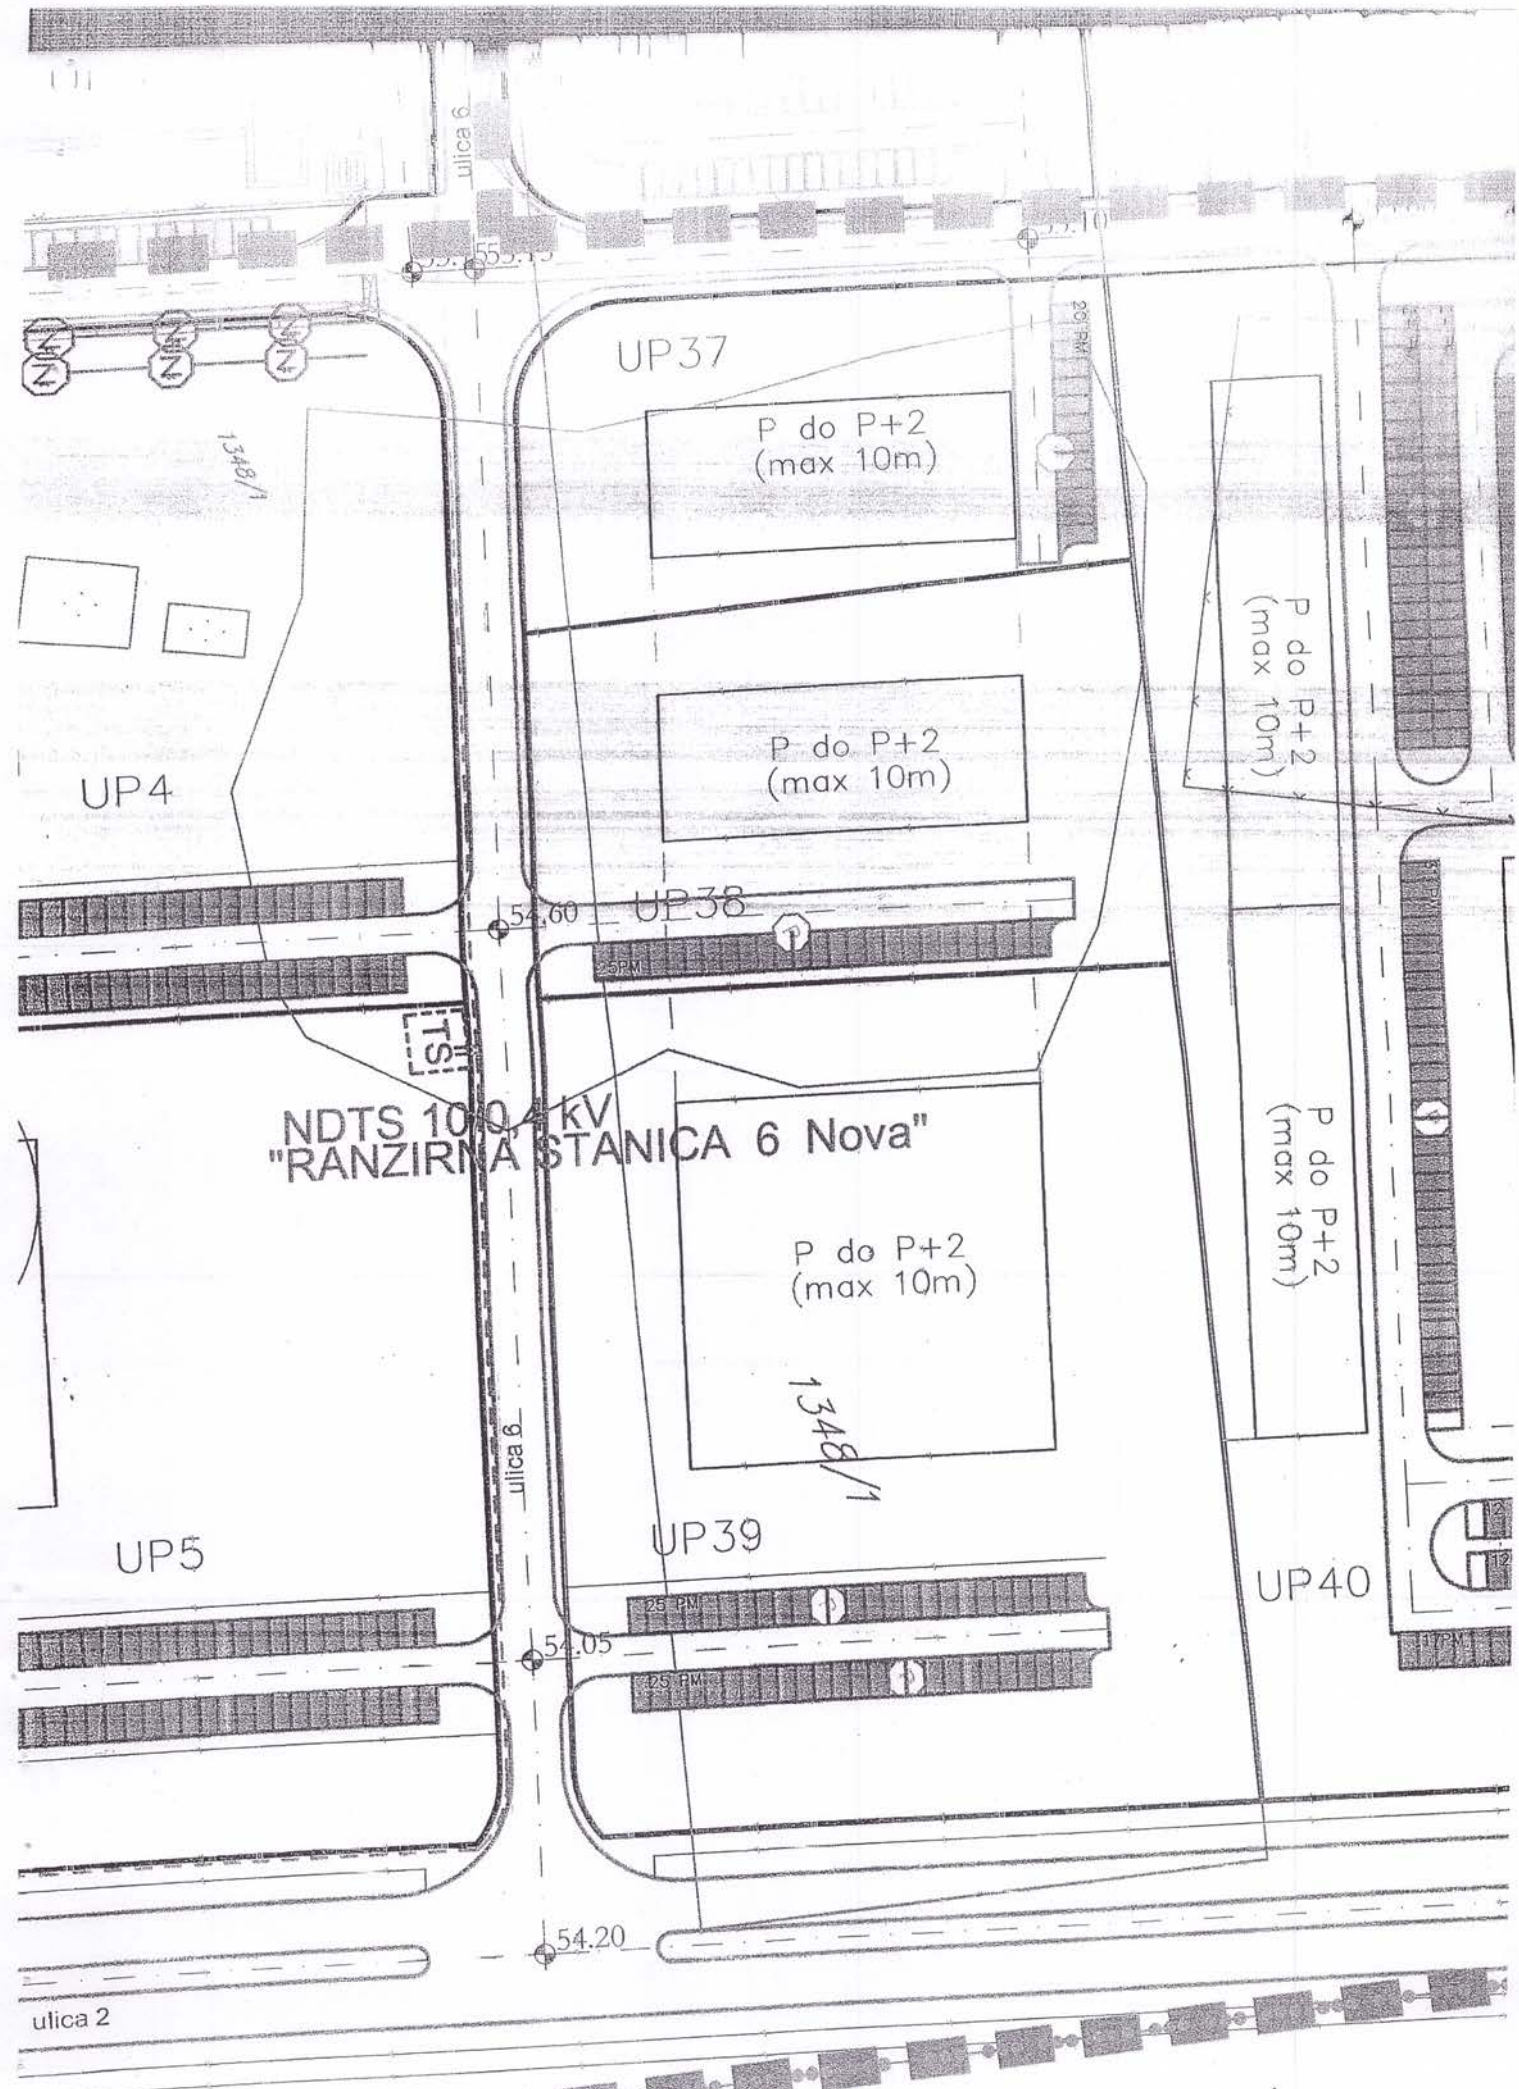 ulica 6
UP37
20 PM
P do P+2
(max 10m)
1348/1
P do P+2
(max 10m)
P do P+2
(max 10m)
UP4
54.60
UP38
25PM
TS
NDTS 10/0,4 kV
"RANZIRNA STANICA 6 Nova"
P do P+2
(max 10m)
P do P+2
(max 10m)
1348/1
ulica 6
UP5
UP39
UP40
25 PM
54.05
25 PM
17PM
12
12
54.20
ulica 2